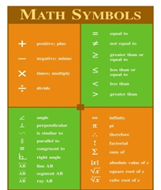 MATH SYMBOLS
+ positive; plus
− negative; minus
× times; multiply
÷ divide
= equal to
≠ not equal to
≥ greater than or
equal to
≤ less than or
equal to
< less than
> greater than
∠ angle
⊥ perpendicular
~ is similar to
∥ parallel to
≅ congruent to
right angle
line AB
segment AB
ray AB
∞ infinity
π pi
∴ therefore
! factorial
Σ sum of
|x| absolute value of x
√x square root of x
∛x cube root of x